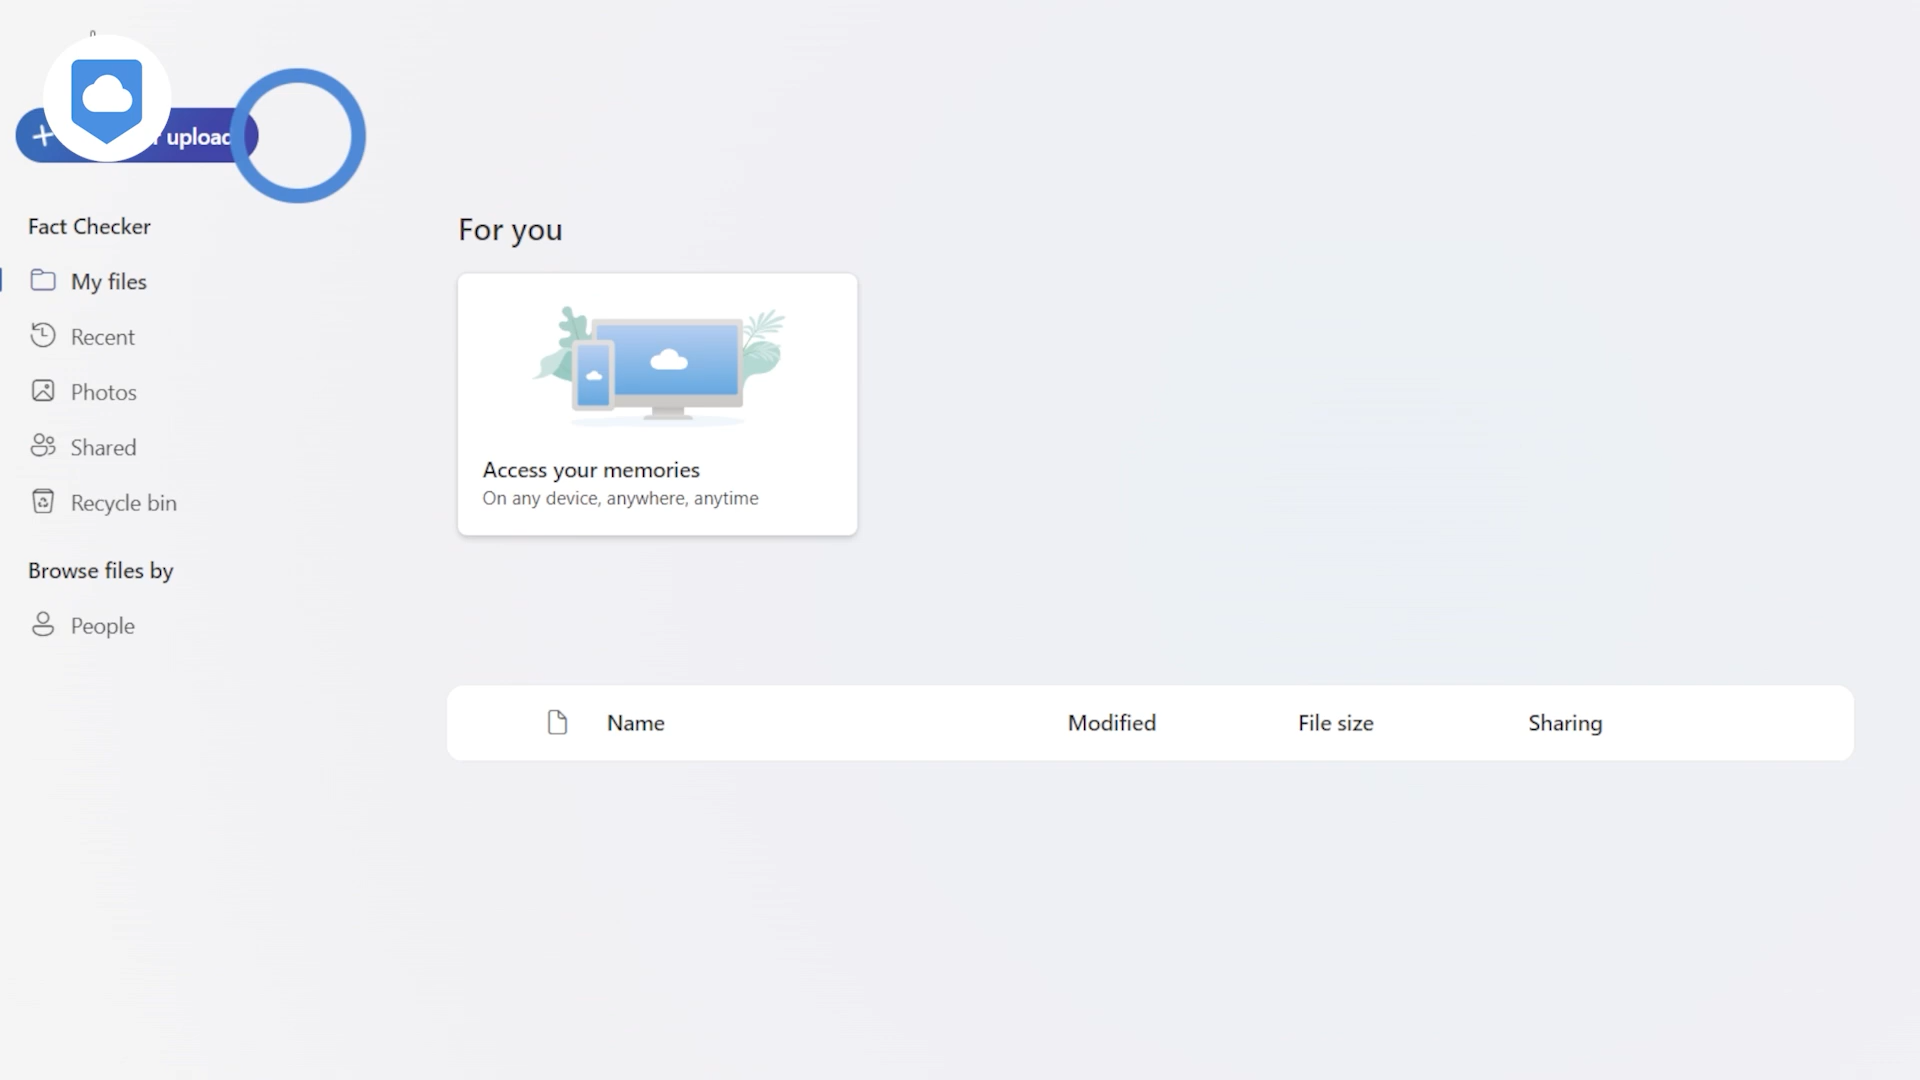 upload
Fact Checker
My files
Recent
Photos
Shared
Recycle bin
Browse files by
People
For you
Access your memories
On any device, anywhere, anytime
Name
Modified
File size
Sharing